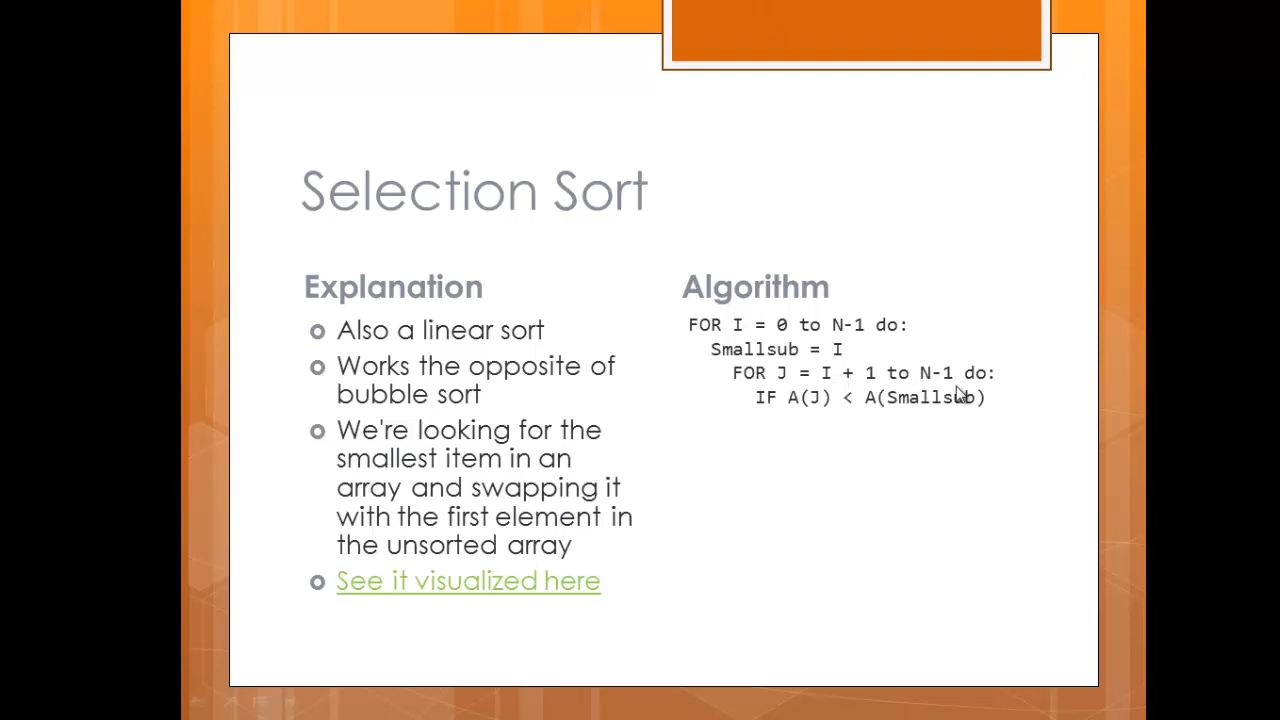 Selection Sort
Explanation
Also a linear sort
Works the opposite of
bubble sort
We're looking for the
smallest item in an
array and swapping it
with the first element in
the unsorted array
See it visualized here
Algorithm
FOR I = 0 to N-1 do:
Smallsub = I
FOR J = I + 1 to N-1 do:
IF A(J) < A(Smallsub)